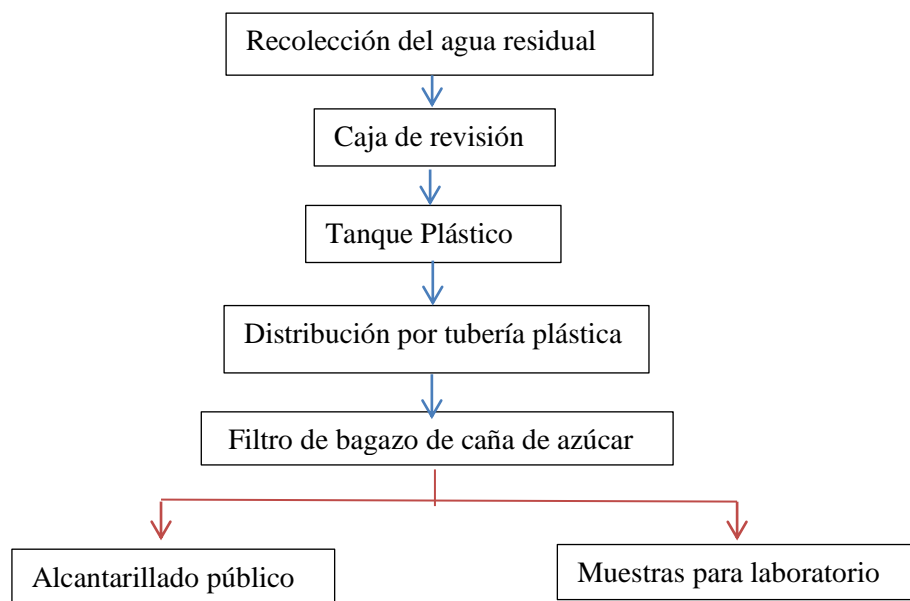 Recolección del agua residual
Caja de revisión
Tanque Plástico
Distribución por tubería plástica
Filtro de bagazo de caña de azúcar
Alcantarillado público
Muestras para laboratorio